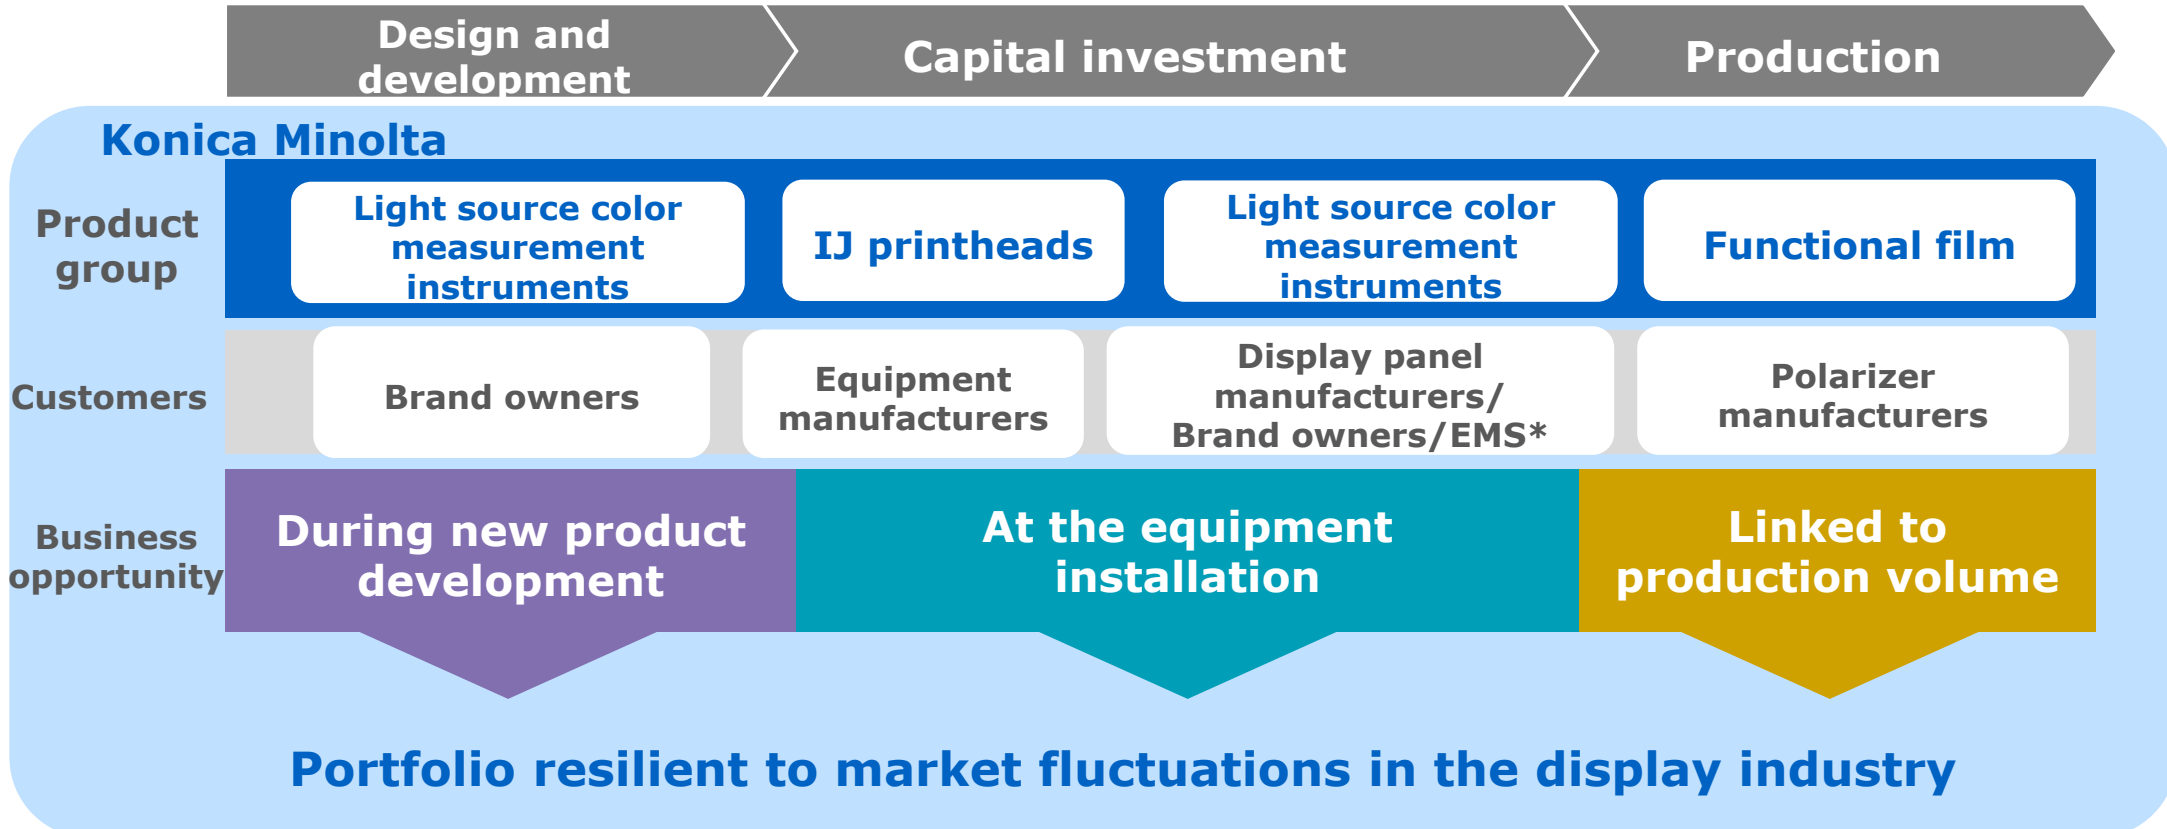 Design and
development
Capital investment
Production
Konica Minolta
Product
group
Light source color
measurement
instruments
IJ printheads
Light source color
measurement
instruments
Functional film
Customers
Brand owners
Equipment
manufacturers
Display panel
manufacturers/
Brand owners/EMS*
Polarizer
manufacturers
Business
opportunity
During new product
development
At the equipment
installation
Linked to
production volume
Portfolio resilient to market fluctuations in the display industry